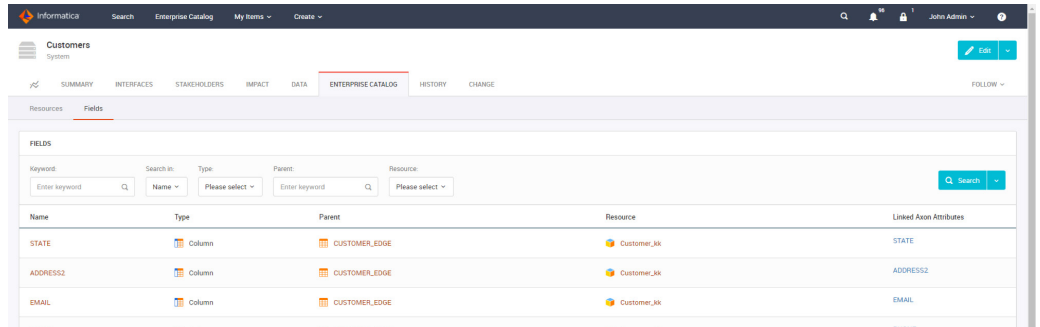 Informatica Search Enterprise Catalog My Items Create 98 1 John Admin ?
Customers
System
Edit
SUMMARY INTERFACES STAKEHOLDERS IMPACT DATA ENTERPRISE CATALOG HISTORY CHANGE FOLLOW
Resources Fields
FIELDS
Keyword: Search in: Type: Parent: Resource:
Enter keyword Name Please select Enter keyword Please select Search
Name Type Parent Resource Linked Axon Attributes
STATE Column CUSTOMER_EDGE Customer_kk STATE
ADDRESS2 Column CUSTOMER_EDGE Customer_kk ADDRESS2
EMAIL Column CUSTOMER_EDGE Customer_kk EMAIL